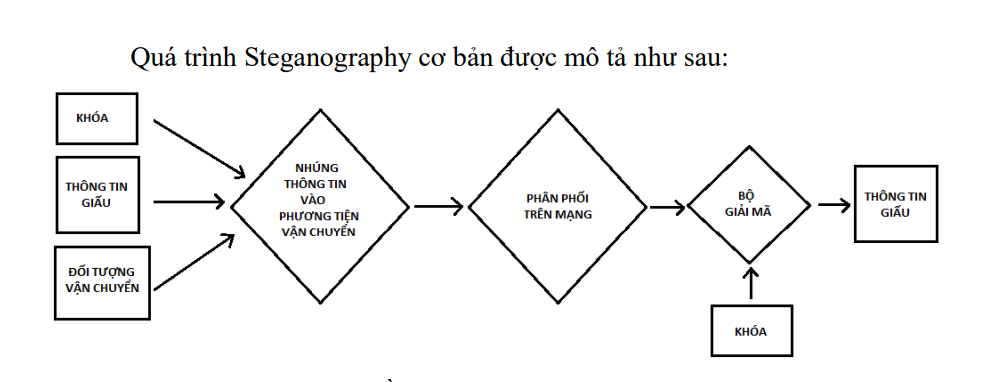 Quá trình Steganography cơ bản được mô tả như sau:
KHÓA
THÔNG TIN
GIẤU
ĐỐI TƯỢNG
VẬN CHUYỂN
NHÚNG
THÔNG TIN
VÀO
PHƯƠNG TIỆN
VẬN CHUYỂN
PHÂN PHỐI
TRÊN MẠNG
BỘ
GIẢI MÃ
KHÓA
THÔNG TIN
GIẤU